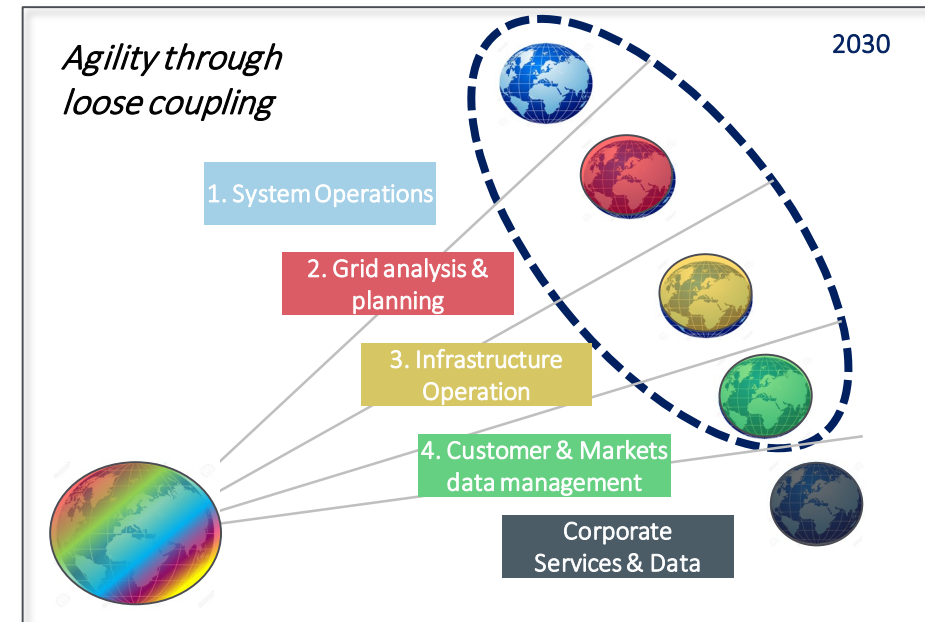 Agility through
loose coupling
2030
1. System Operations
2. Grid analysis &
planning
3. Infrastructure
Operation
4. Customer & Markets
data management
Corporate
Services & Data